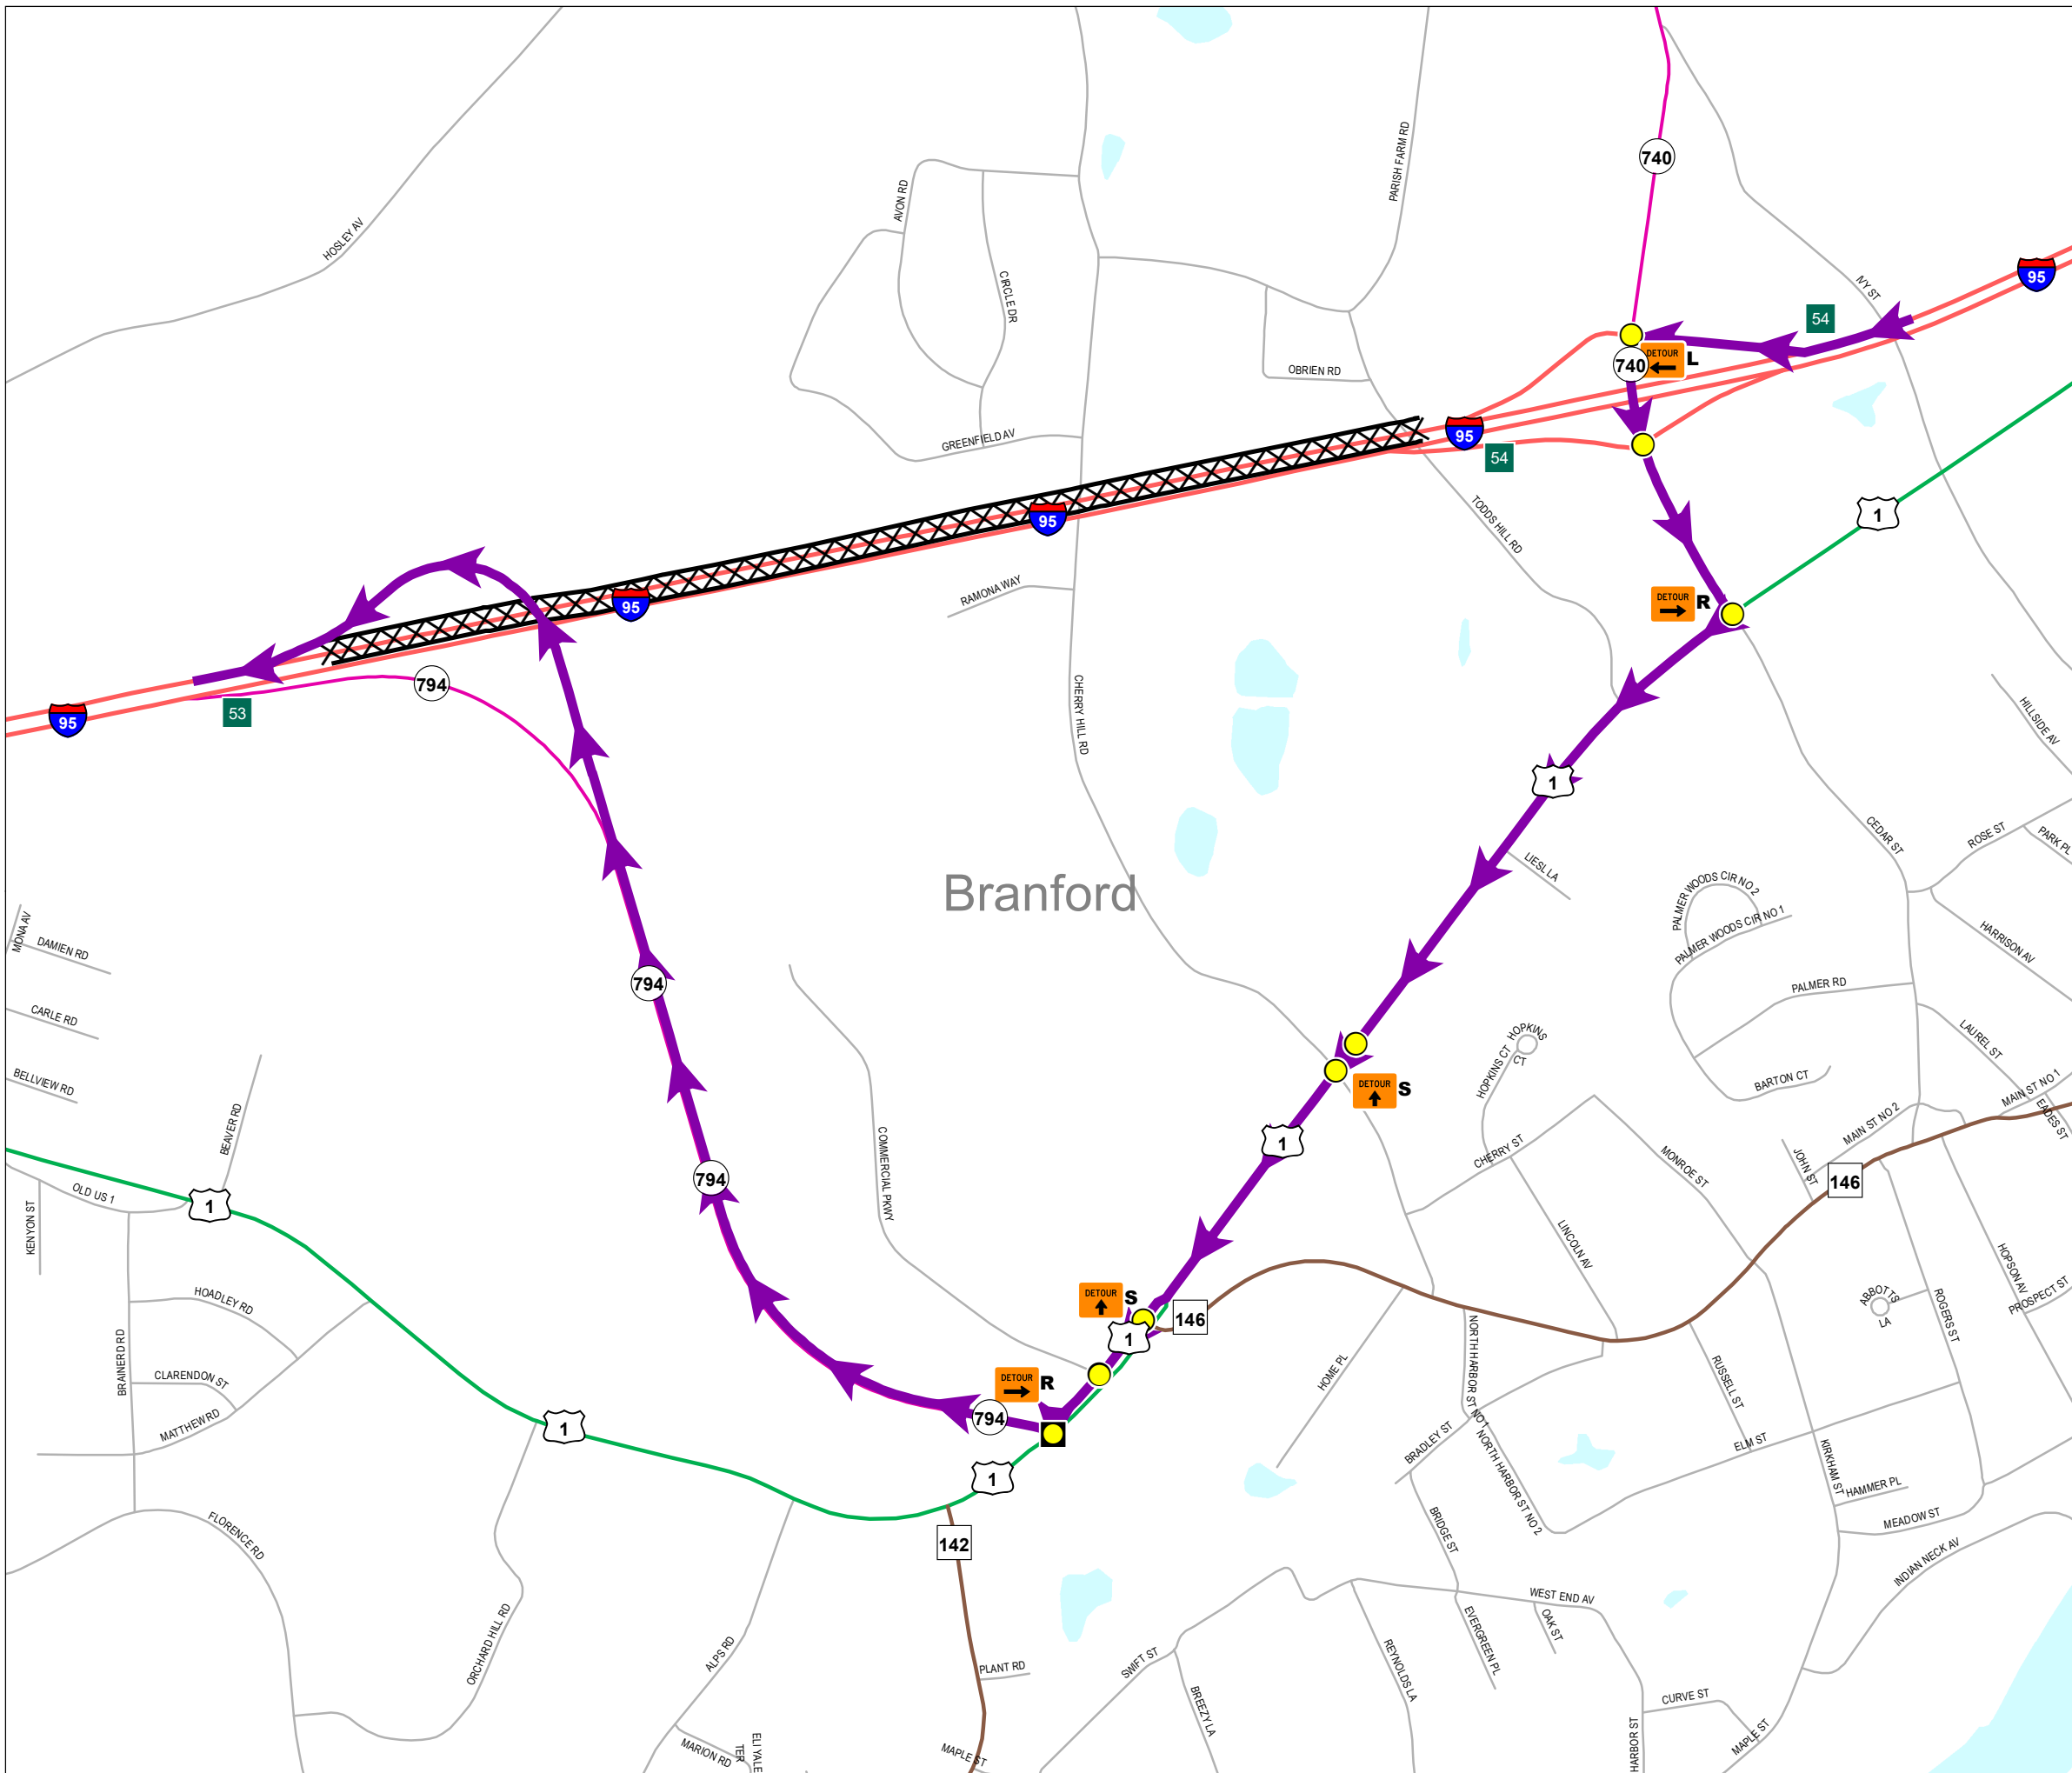 740
HOSLEY AV
AVON RD
CIRCLE DR
PARISH FARM RD
IVY ST
95
54
740
DETOUR
L
OBRIEN RD
GREENFIELD AV
95
54
95
TODDS HILL RD
1
RAMONA WAY
95
DETOUR
R
794
53
95
CHERRY HILL RD
HILLSIDE AV
1
LIESL LA
CEDAR ST
ROSE ST
PARK PL
Branford
PALMER WOODS CIR NO 2
PALMER WOODS CIR NO 1
HARRISON AV
MONA AV
DAMIEN RD
794
PALMER RD
CARLE RD
HOPKINS CT
HOPKINS
CT
LAUREL ST
BELLVIEW RD
BARTON CT
MAIN ST NO 1
EADES ST
DETOUR
S
BEAVER RD
COMMERCIAL PKWY
1
CHERRY ST
MONROE ST
JOHN ST
MAIN ST NO 2
146
794
OLD US 1
1
KENYON ST
LINCOLN AV
HOPSON AV
PROSPECT ST
ABBOTTS
LA
ROGERS ST
HOADLEY RD
DETOUR
S
146
1
BRAINERD RD
CLARENDON ST
MATTHEW RD
DETOUR
R
794
HOME PL
NORTH HARBOR ST NO 1
RUSSELL ST
1
1
BRADLEY ST
NORTH HARBOR ST NO 2
ELM ST
KIRKHAM ST
HAMMER PL
MEADOW ST
FLORENCE RD
142
BRIDGE ST
INDIAN NECK AV
WEST END AV
OAK ST
EVERGREEN PL
ORCHARD HILL RD
ALPS RD
PLANT RD
SWIFT ST
BREEZY LA
REYNOLDS LA
CURVE ST
HARBOR ST
MAPLE ST
MARION RD
ELI YALE
TER
MAPLE ST